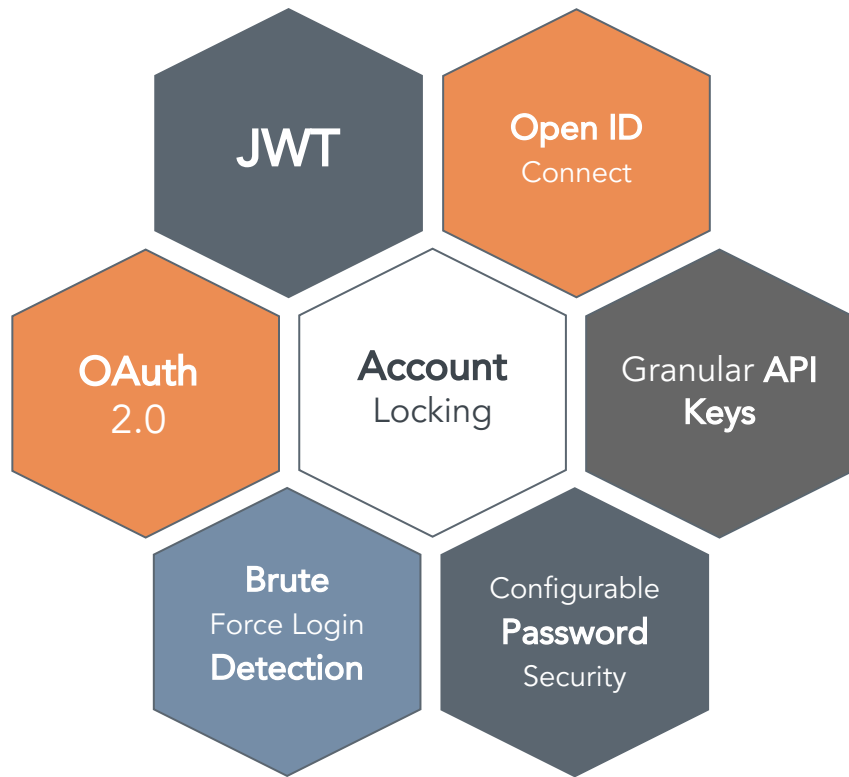 JWT
Open ID
Connect
OAuth
2.0
Account
Locking
Granular API
Keys
Brute
Force Login
Detection
Configurable
Password
Security